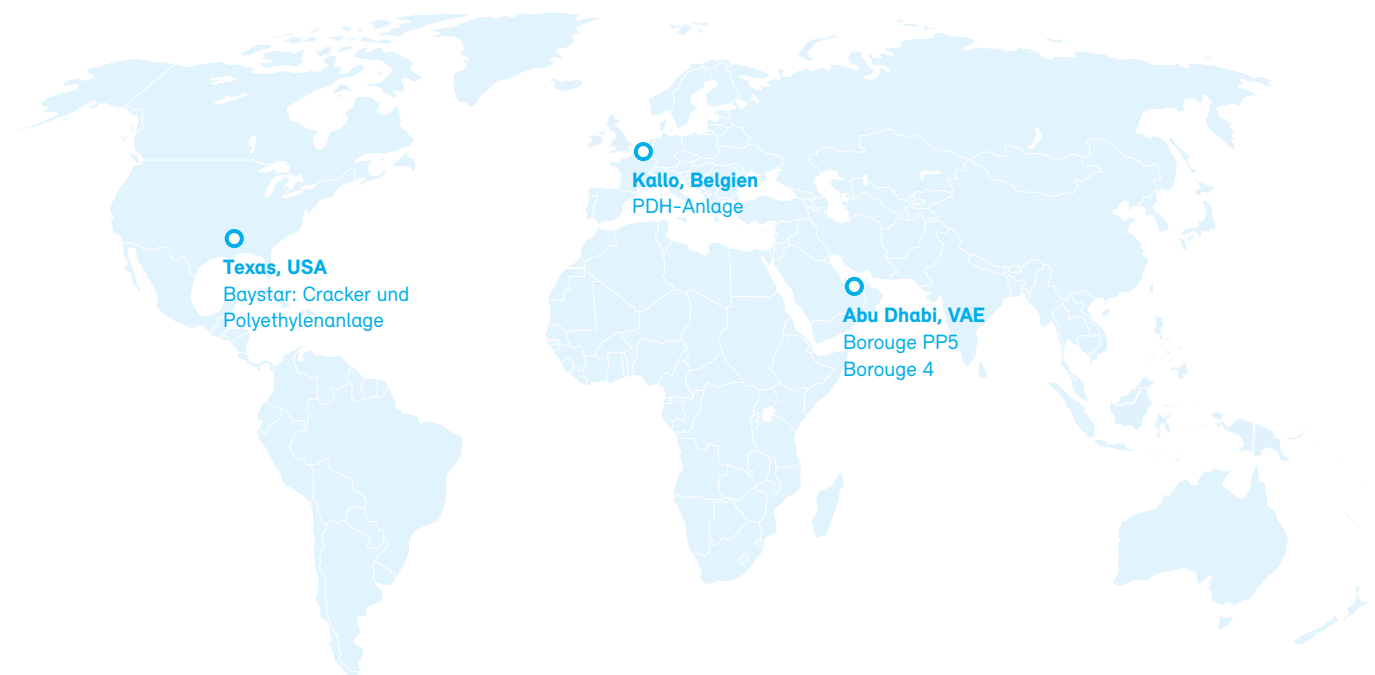 Kallo, Belgien
PDH-Anlage
Texas, USA
Baystar: Cracker und
Polyethylenanlage
Abu Dhabi, VAE
Borouge PP5
Borouge 4